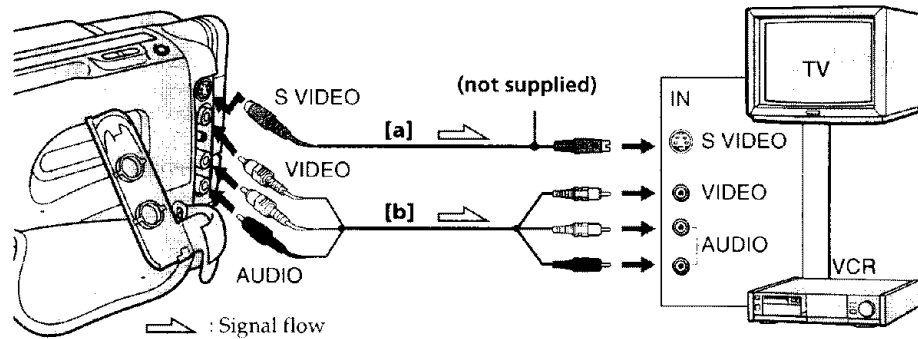 (not supplied)
TV
IN
S VIDEO
[a]
S VIDEO
VIDEO
VIDEO
[b]
AUDIO
AUDIO
VCR
: Signal flow